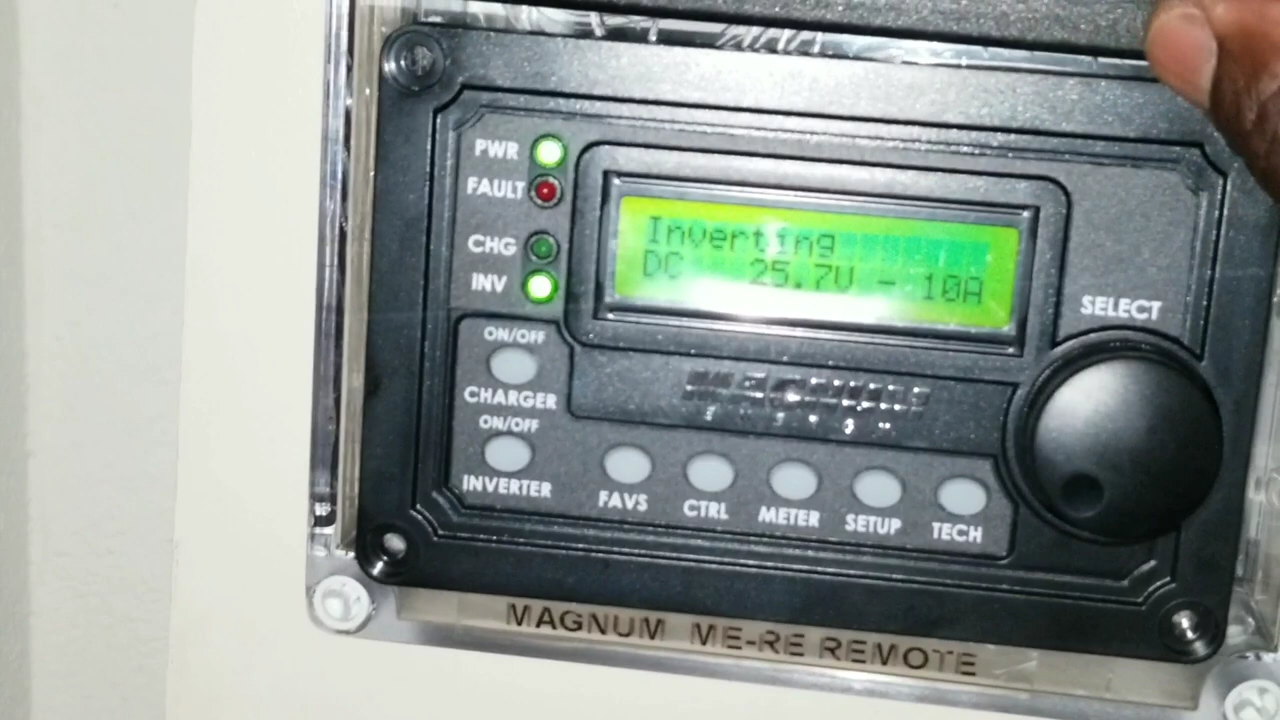 PWR
FAULT
CHG
INV
Inverting
DC 25.7V - 10A
SELECT
ON/OFF
CHARGER
ON/OFF
INVERTER
MAGNUM
FAVS
CTRL
METER
SETUP
TECH
MAGNUM ME-RE REMOTE